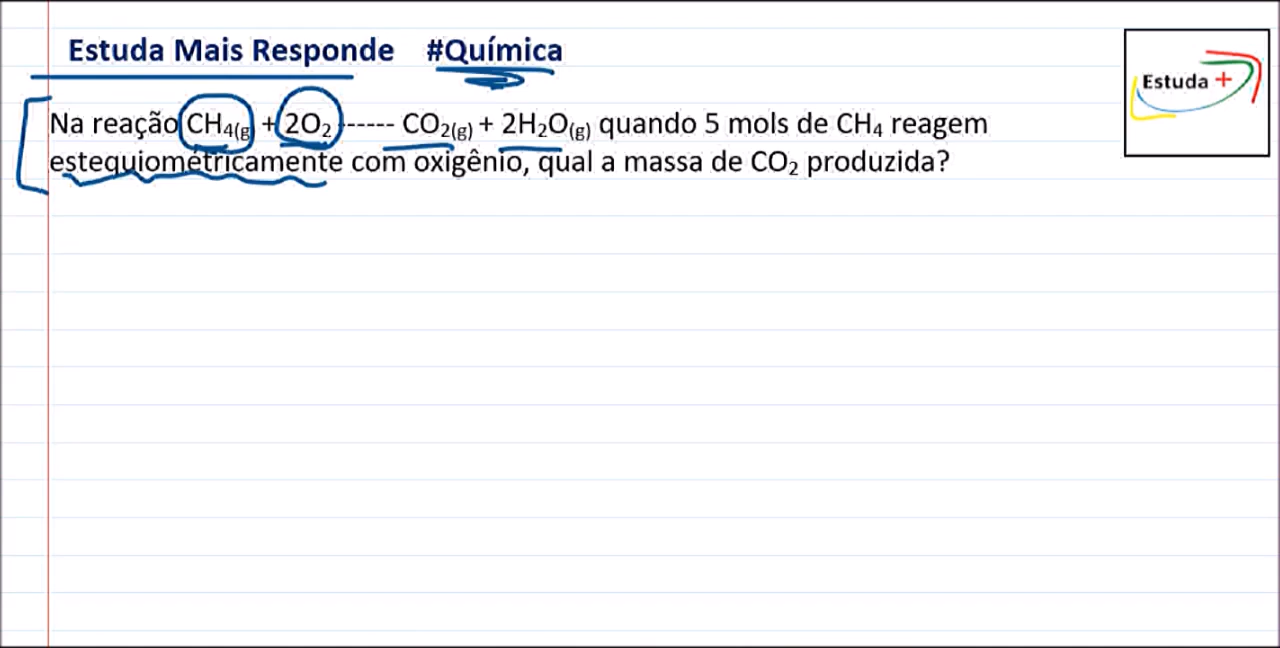 Estuda Mais Responde #Química
Estuda +
Na reação CH₄(g) + 2O₂ ------ CO₂(g) + 2H₂O(g) quando 5 mols de CH₄ reagem
estequiométricamente com oxigênio, qual a massa de CO₂ produzida?